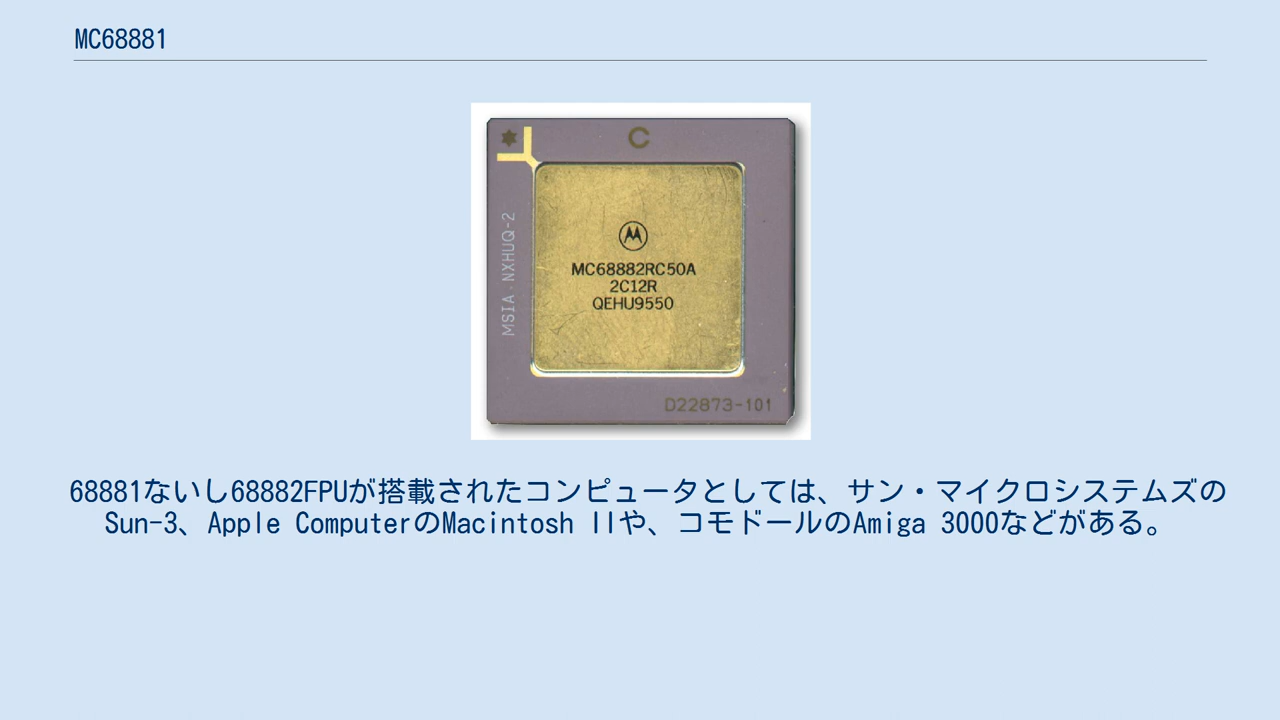 MC68881
C
MSIA.NXHUQ-2
MC68882RC50A
2C12R
QEHU9550
D22873-101
68881ないし68882FPUが搭載されたコンピュータとしては、サン・マイクロシステムズの
Sun-3、Apple ComputerのMacintosh IIや、コモドールのAmiga 3000などがある。